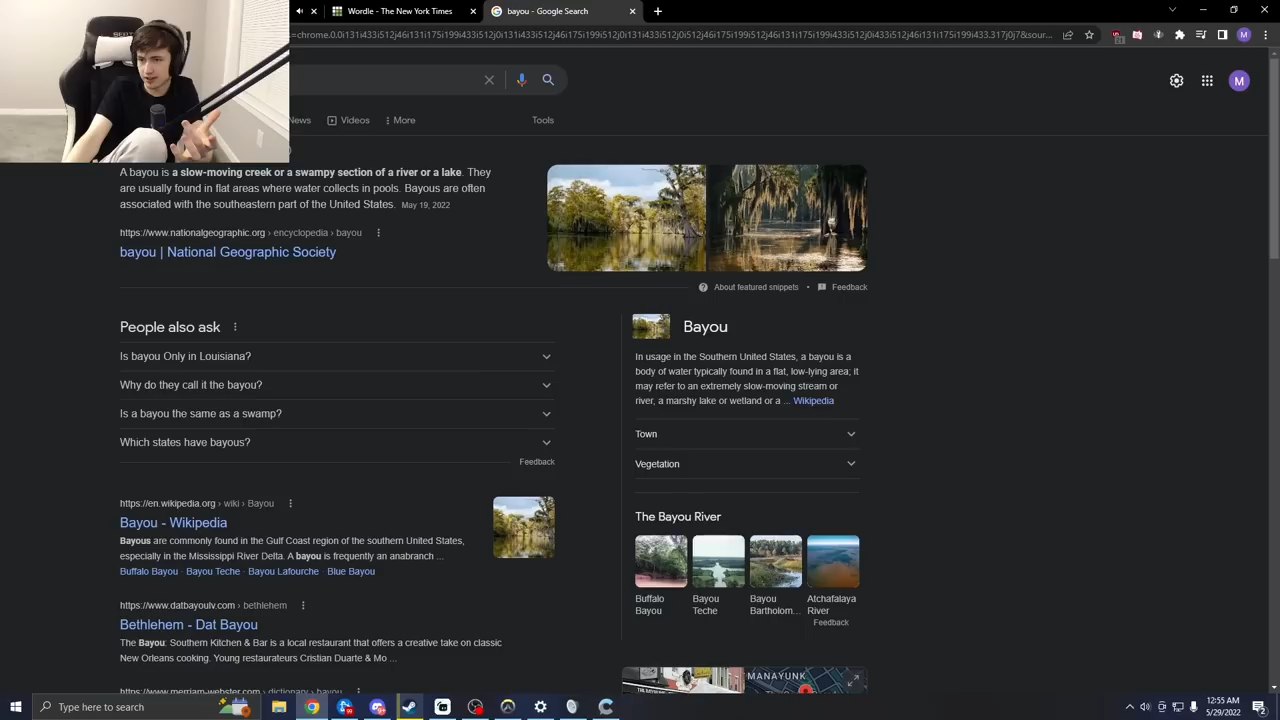 Wordle - The New York Times
bayou - Google Search
News
Videos
More
Tools
A bayou is a slow-moving creek or a swampy section of a river or a lake. They
are usually found in flat areas where water collects in pools. Bayous are often
associated with the southeastern part of the United States. May 19, 2022
https://www.nationalgeographic.org › encyclopedia › bayou
bayou | National Geographic Society
About featured snippets • Feedback
People also ask
Is bayou Only in Louisiana?
Why do they call it the bayou?
Is a bayou the same as a swamp?
Which states have bayous?
Feedback
https://en.wikipedia.org › wiki › Bayou
Bayou - Wikipedia
Bayous are commonly found in the Gulf Coast region of the southern United States,
especially in the Mississippi River Delta. A bayou is frequently an anabranch ...
Buffalo Bayou · Bayou Teche · Bayou Lafourche · Blue Bayou
https://www.datbayoulv.com › bethlehem
Bethlehem - Dat Bayou
The Bayou: Southern Kitchen & Bar is a local restaurant that offers a creative take on classic
New Orleans cooking. Young restaurateurs Cristian Duarte & Mo ...
https://www.merriam-webster.com › dictionary › bayou
Bayou
In usage in the Southern United States, a bayou is a
body of water typically found in a flat, low-lying area; it
may refer to an extremely slow-moving stream or
river, a marshy lake or wetland or a ... Wikipedia
Town
Vegetation
The Bayou River
Buffalo
Bayou
Bayou
Teche
Bayou
Bartholom...
Atchafalaya
River
Feedback
MANAYUNK
Type here to search
12:55 AM
5/29/2022